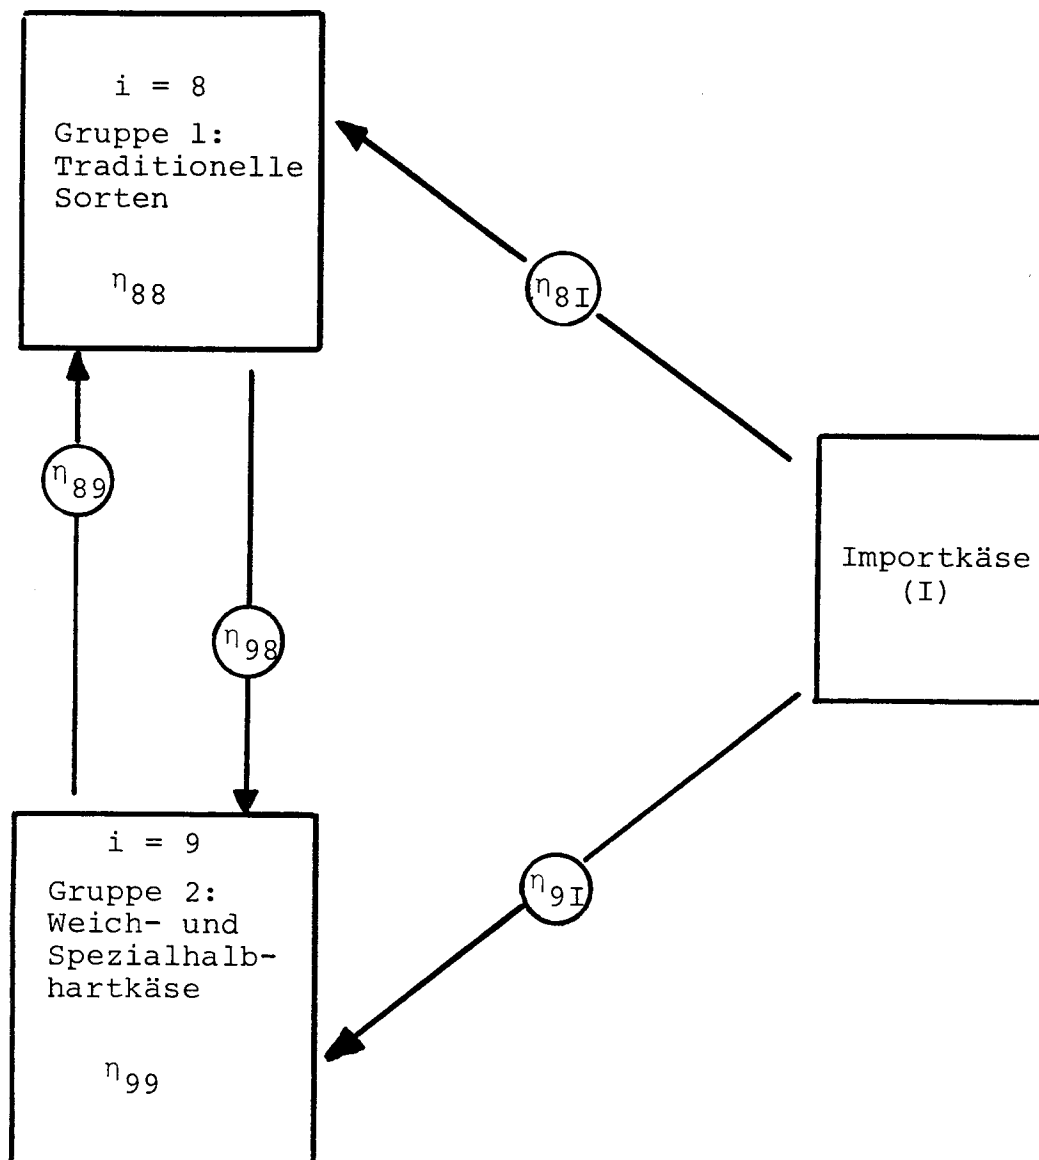 i = 8
Gruppe 1:
Traditionelle
Sorten
η88
η8I
η89
η98
Importkäse
(I)
i = 9
Gruppe 2:
Weich- und
Spezialhalb-
hartkäse
η99
η9I